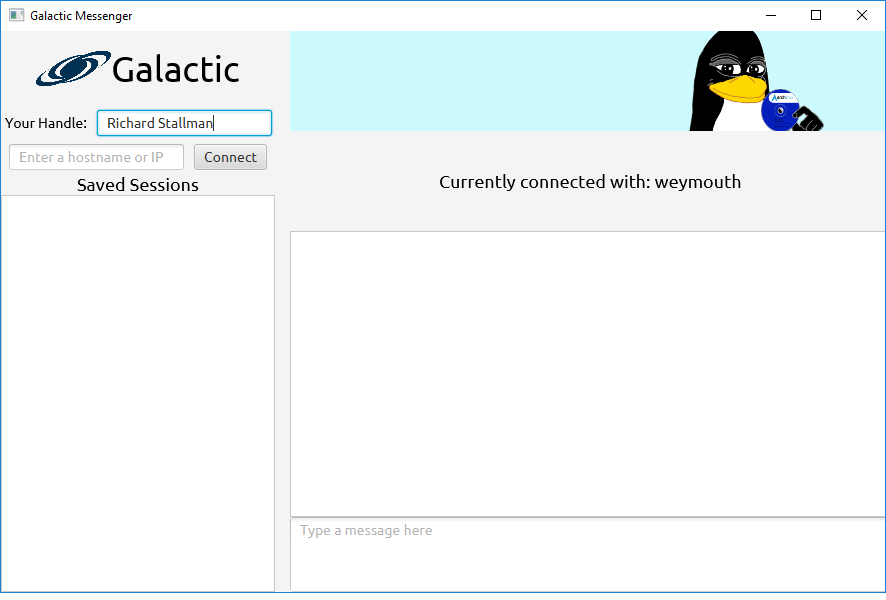 Galactic Messenger
Galactic
Your Handle: Richard Stallman
Enter a hostname or IP Connect
Saved Sessions
Currently connected with: weymouth
Type a message here